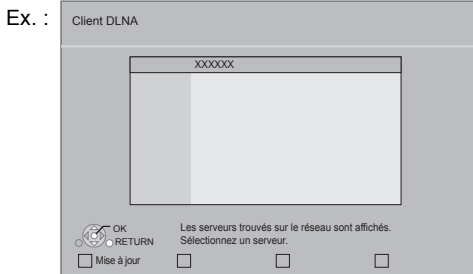 Ex. :
Client DLNA
XXXXXX
OK
RETURN
Les serveurs trouvés sur le réseau sont affichés.
Sélectionnez un serveur.
Mise à jour